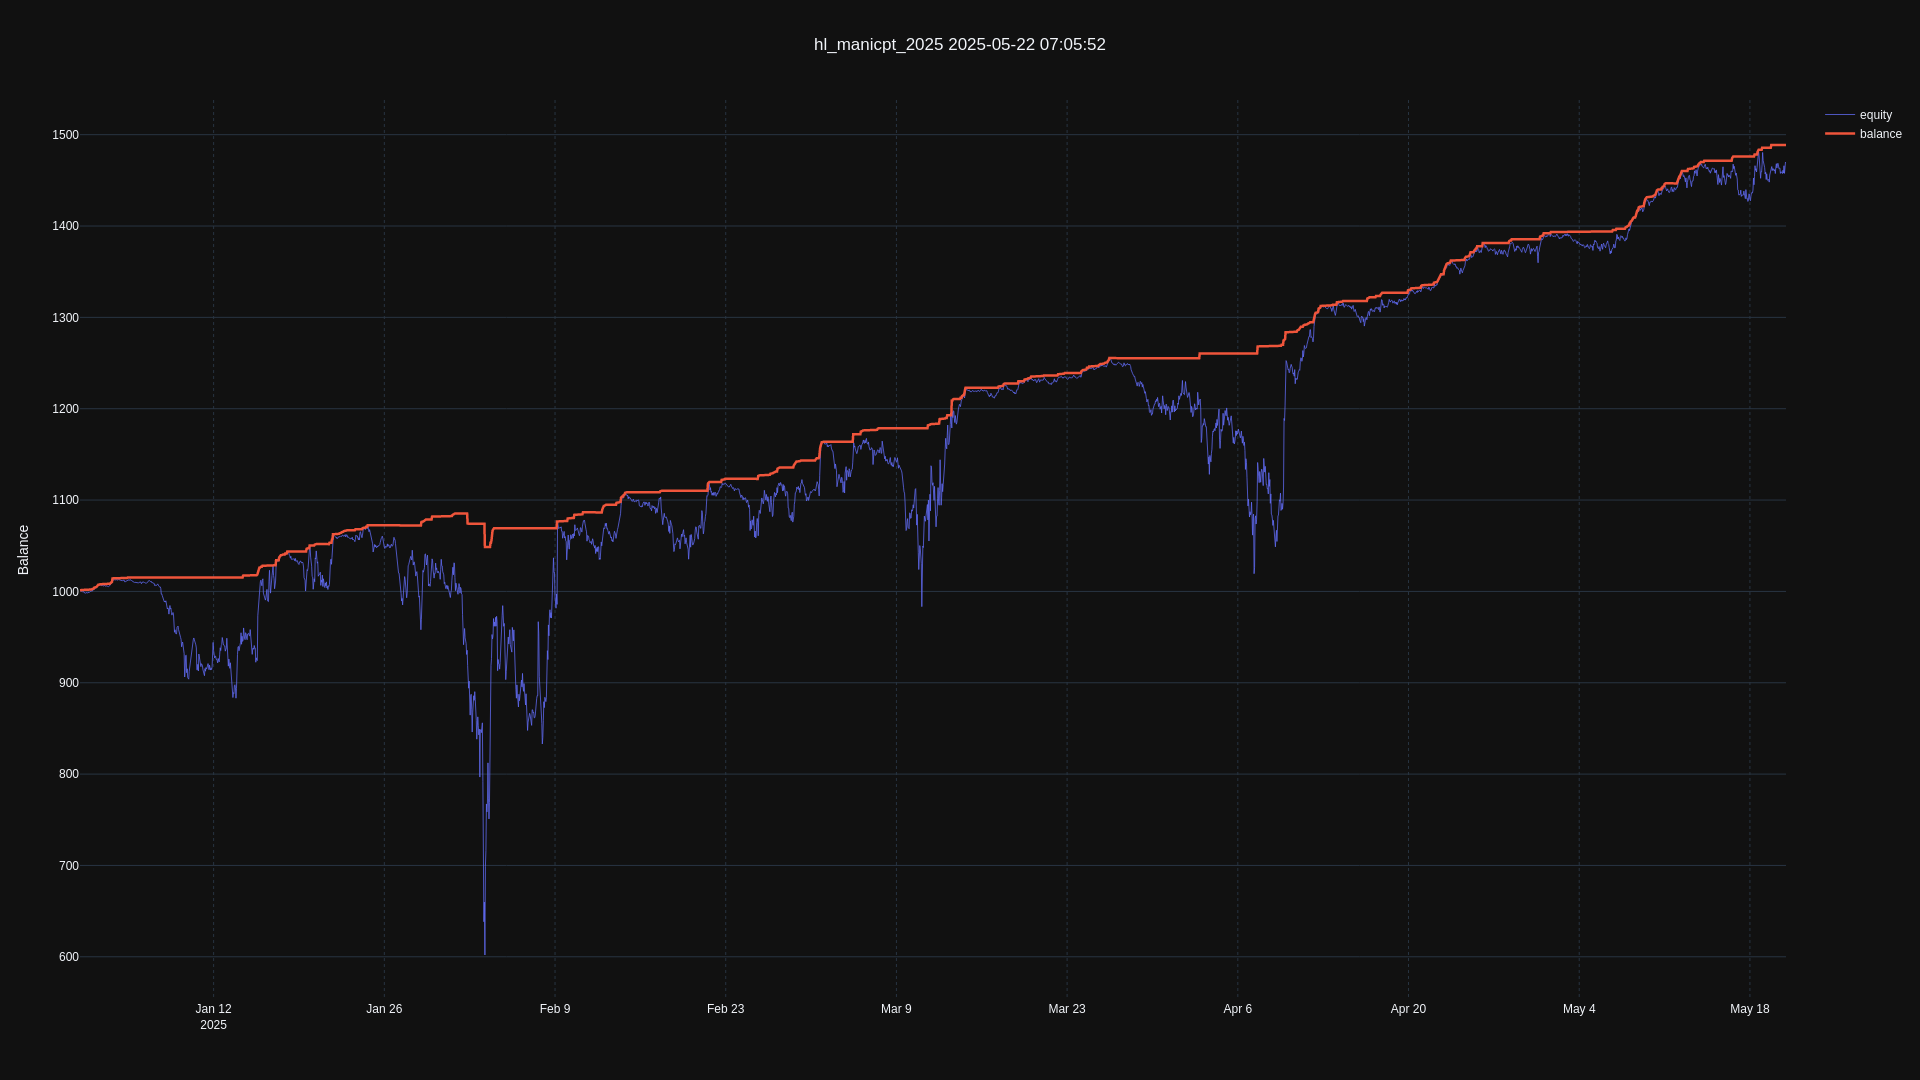 hl_manicpt_2025 2025-05-22 07:05:52
equity
balance
Balance
1500
1400
1300
1200
1100
1000
900
800
700
600
Jan 12
2025
Jan 26
Feb 9
Feb 23
Mar 9
Mar 23
Apr 6
Apr 20
May 4
May 18